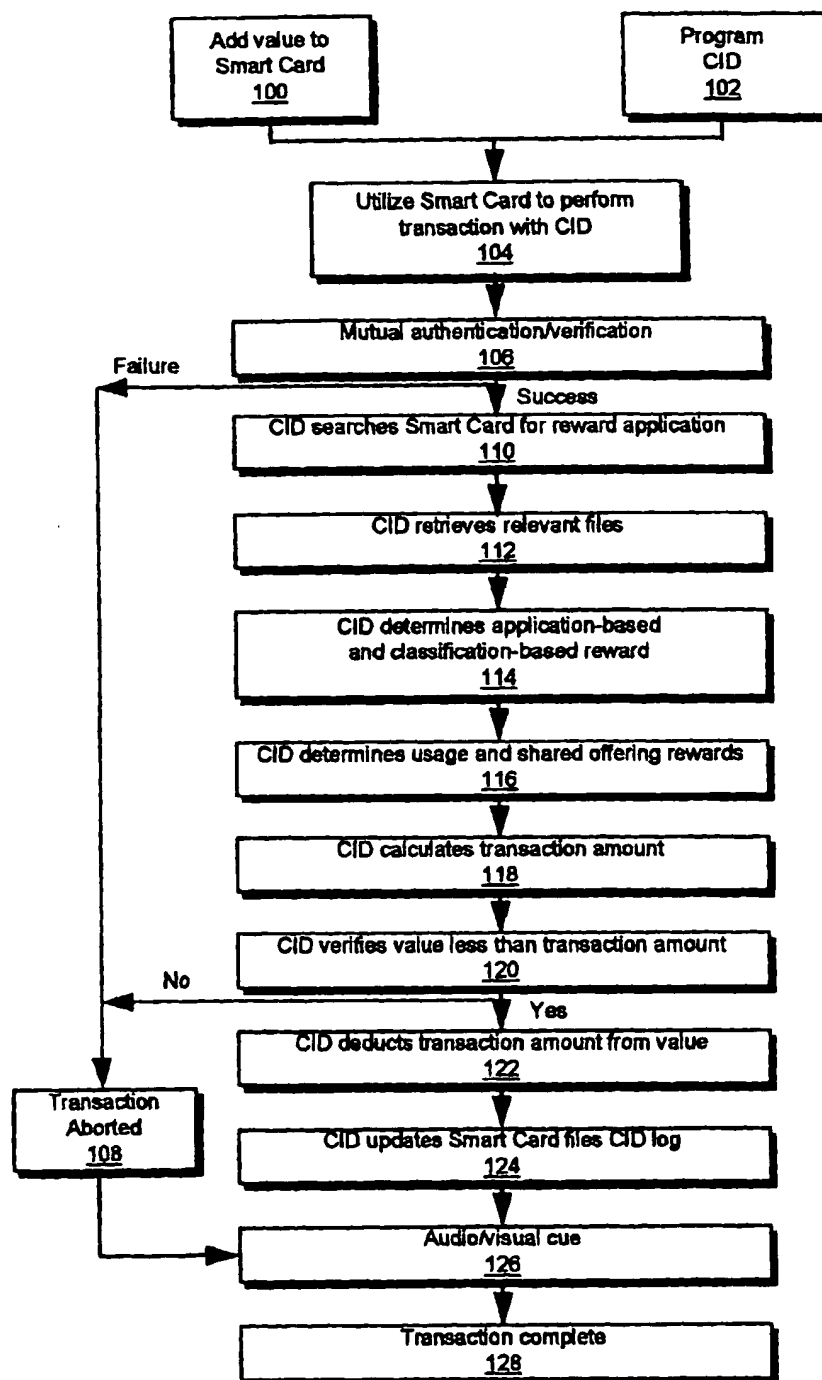 Add value to
Smart Card
100
Program
CID
102
Utilize Smart Card to perform
transaction with CID
104
Mutual authentication/verification
106
Failure
Success
CID searches Smart Card for reward application
110
CID retrieves relevant files
112
CID determines application-based
and classification-based reward
114
CID determines usage and shared offering rewards
116
CID calculates transaction amount
118
CID verifies value less than transaction amount
120
No
Yes
CID deducts transaction amount from value
122
Transaction
Aborted
108
CID updates Smart Card files CID log
124
Audio/visual cue
126
Transaction complete
128